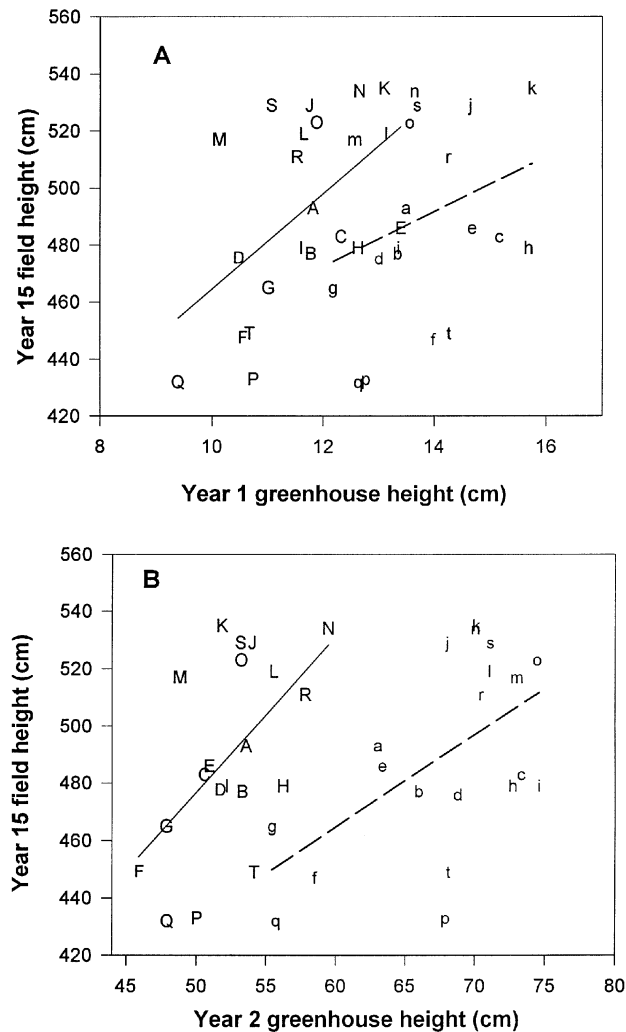 560
A
540
N K n k
S J s j
O o
520
L l
M m
R r
500
A a
E e
C c
480
I B H i b h
D d
G g
460
F T f t
440
Q P q p
420
8 10 12 14 16
Year 15 field height (cm)
Year 1 greenhouse height (cm)
560
B
540
K N k n
S J j s
O o
520
L l
M m
R r
500
A a
E e
C c
480
D I B H b d h i
G g
460
F T f t
440
Q P q p
420
45 50 55 60 65 70 75 80
Year 15 field height (cm)
Year 2 greenhouse height (cm)